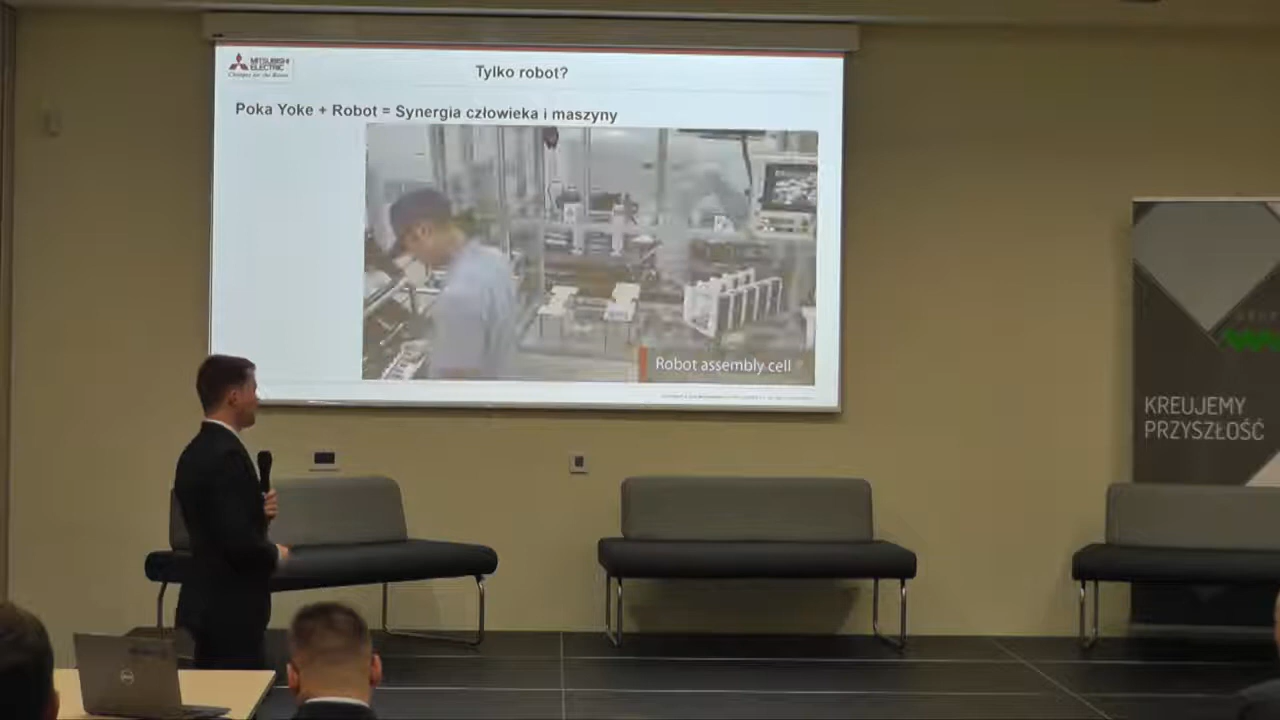 MITSUBISHI
ELECTRIC
Changes for the Better
Tylko robot?
Poka Yoke + Robot = Synergia człowieka i maszyny
Robot assembly cell
KREUJEMY
PRZYSZŁOŚĆ